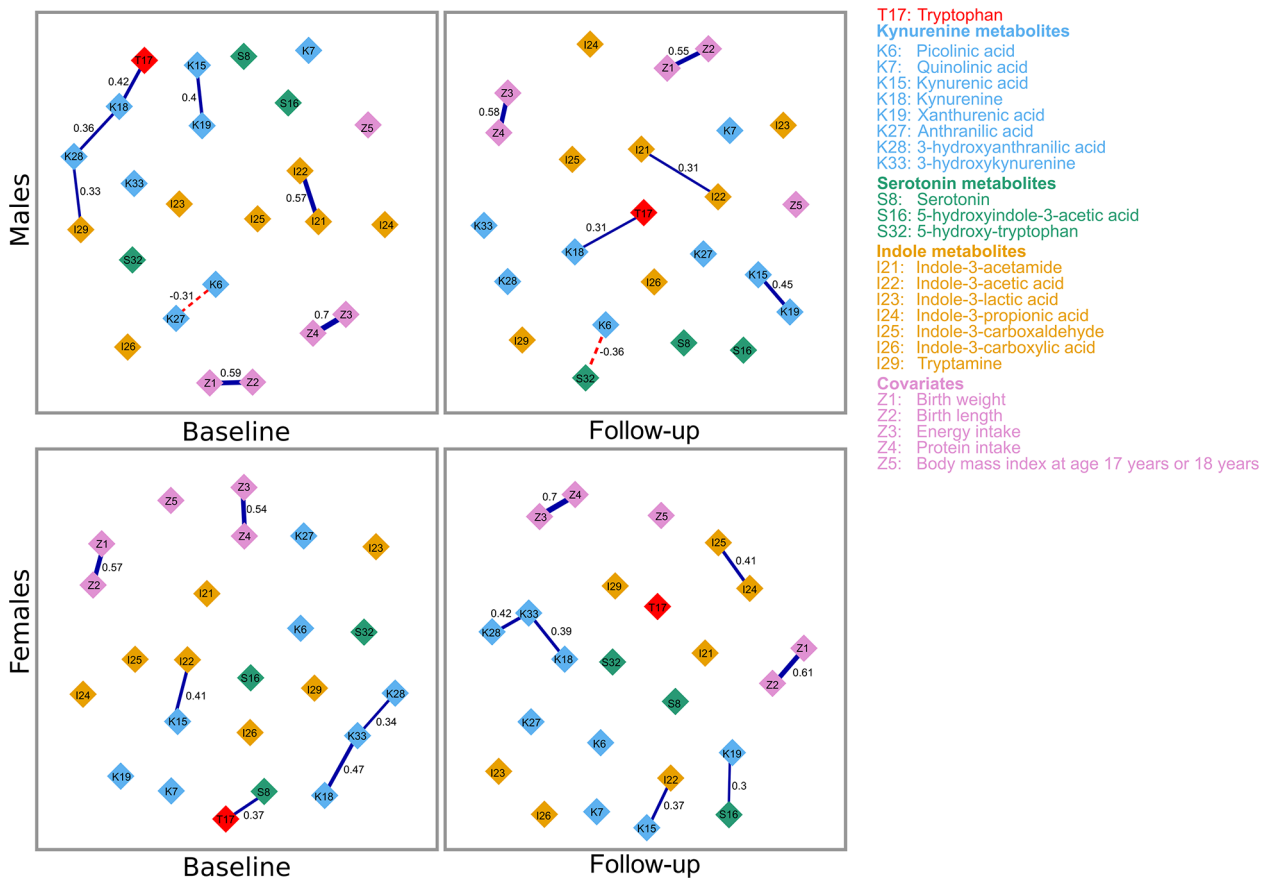 T17
K15
S8
K7
0.42
0.4
K18
S16
K19
Z5
0.36
K28
I22
K33
0.33
0.57
I23
I25
I21
I24
I29
S32
K6
-0.31
K27
0.7
Z3
Z4
I26
0.59
Z1
Z2
Males
Baseline
I24
0.55
Z2
Z1
Z3
0.58
Z4
K7
I23
I21
I25
0.31
I22
Z5
T17
K33
0.31
K18
K27
K15
K28
I26
0.45
K19
K6
I29
-0.36
S8
S16
S32
Follow-up
Z3
Z5
0.54
Z4
K27
Z1
I23
0.57
Z2
I21
K6
S32
I25
I22
S16
I29
I24
0.41
K28
K15
0.34
I26
K33
0.47
K19
K7
S8
K18
T17
0.37
Females
Baseline
0.7
Z4
Z3
Z5
I25
0.41
I29
I24
T17
0.42
K33
K28
0.39
K18
S32
I21
Z1
0.61
Z2
S8
K27
K6
K19
I23
I22
0.3
0.37
I26
K7
S16
K15
Follow-up
T17: Tryptophan
Kynurenine metabolites
K6: Picolinic acid
K7: Quinolinic acid
K15: Kynurenic acid
K18: Kynurenine
K19: Xanthurenic acid
K27: Anthranilic acid
K28: 3-hydroxyanthranilic acid
K33: 3-hydroxykynurenine
Serotonin metabolites
S8: Serotonin
S16: 5-hydroxyindole-3-acetic acid
S32: 5-hydroxy-tryptophan
Indole metabolites
I21: Indole-3-acetamide
I22: Indole-3-acetic acid
I23: Indole-3-lactic acid
I24: Indole-3-propionic acid
I25: Indole-3-carboxaldehyde
I26: Indole-3-carboxylic acid
I29: Tryptamine
Covariates
Z1: Birth weight
Z2: Birth length
Z3: Energy intake
Z4: Protein intake
Z5: Body mass index at age 17 years or 18 years